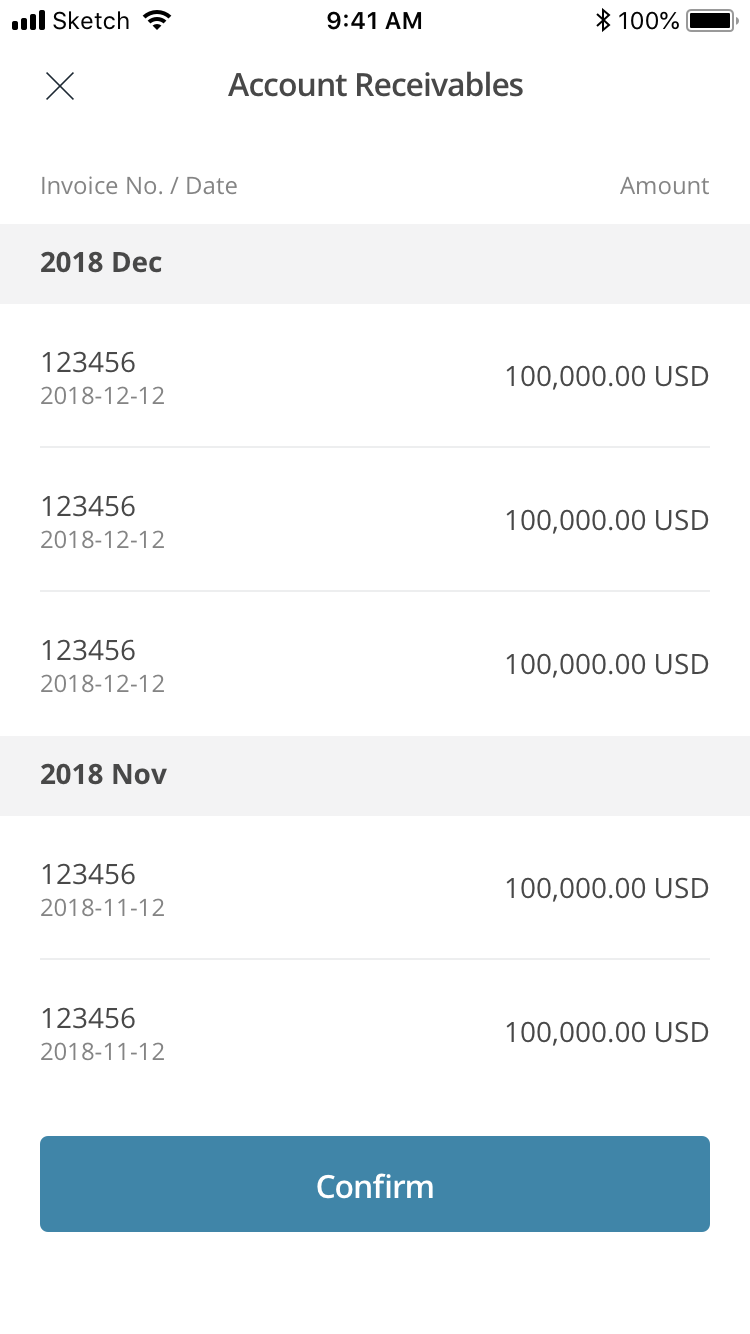 Sketch 9:41 AM 100%
Account Receivables
Invoice No. / Date Amount
2018 Dec
123456
2018-12-12
100,000.00 USD
123456
2018-12-12
100,000.00 USD
123456
2018-12-12
100,000.00 USD
2018 Nov
123456
2018-11-12
100,000.00 USD
123456
2018-11-12
100,000.00 USD
Confirm